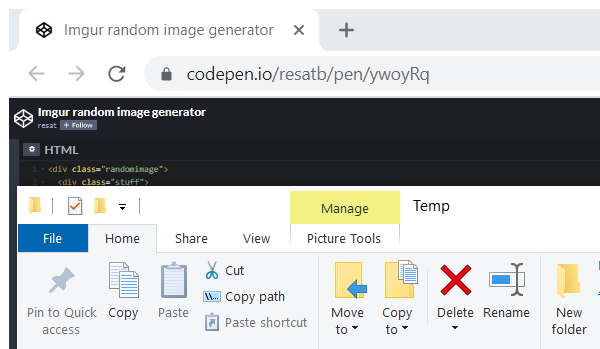 Imgur random image generator
codepen.io/resatb/pen/ywoyRq
Imgur random image generator
resat + Follow
HTML
1 <div class="randomimage">
2 <div class="stuff">
Manage Temp
File Home Share View Picture Tools
Pin to Quick access
Copy
Paste
Cut
Copy path
Paste shortcut
Move to
Copy to
Delete
Rename
New folder